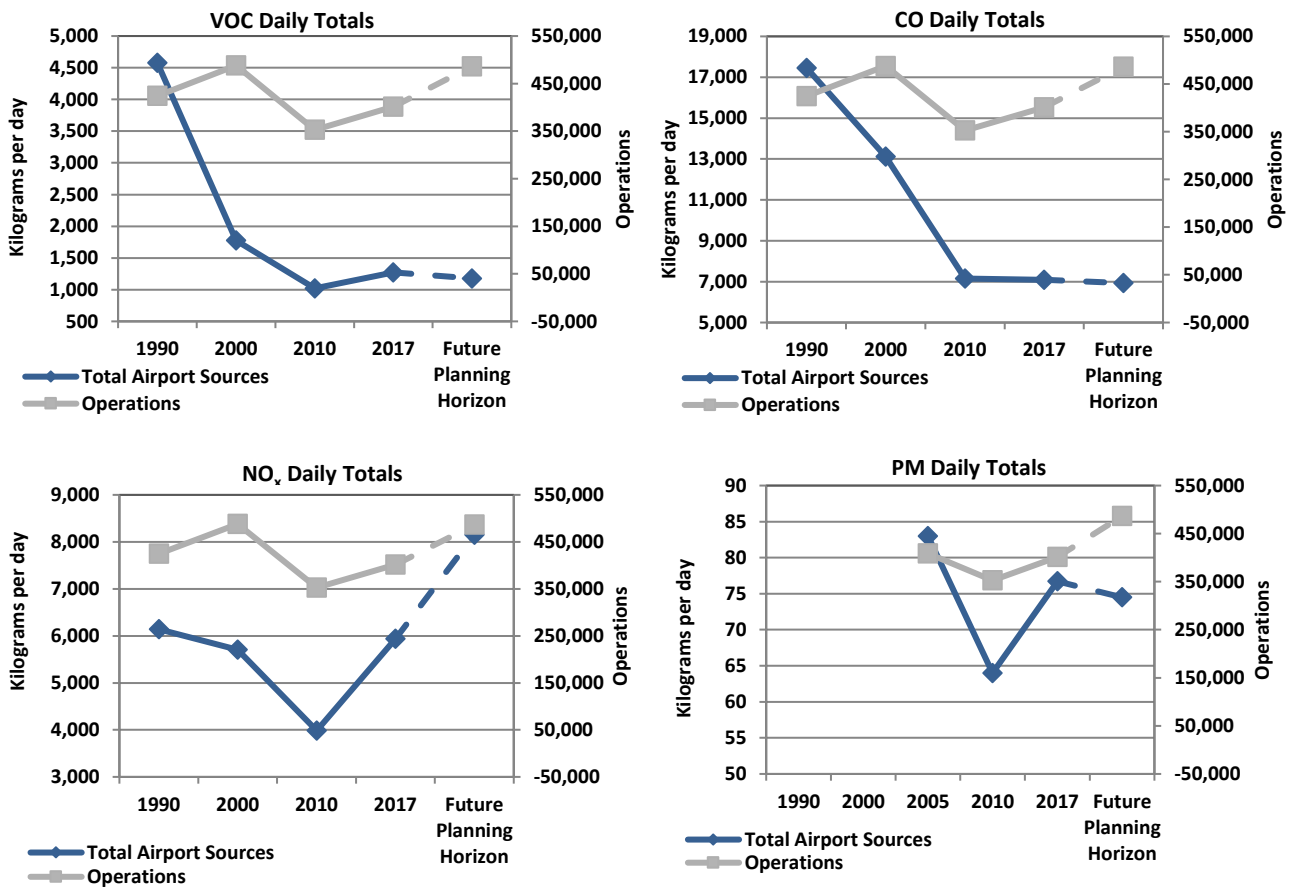 VOC Daily Totals
Kilograms per day
5,000
4,500
4,000
3,500
3,000
2,500
2,000
1,500
1,000
500
550,000
450,000
350,000
250,000
150,000
50,000
-50,000
Operations
1990 2000 2010 2017 Future
Planning
Horizon
Total Airport Sources
Operations
CO Daily Totals
Kilograms per day
19,000
17,000
15,000
13,000
11,000
9,000
7,000
5,000
550,000
450,000
350,000
250,000
150,000
50,000
-50,000
Operations
1990 2000 2010 2017 Future
Planning
Horizon
Total Airport Sources
Operations
NOx Daily Totals
Kilograms per day
9,000
8,000
7,000
6,000
5,000
4,000
3,000
550,000
450,000
350,000
250,000
150,000
50,000
-50,000
Operations
1990 2000 2010 2017 Future
Planning
Horizon
Total Airport Sources
Operations
PM Daily Totals
Kilograms per day
90
85
80
75
70
65
60
55
50
550,000
450,000
350,000
250,000
150,000
50,000
-50,000
Operations
1990 2000 2005 2010 2017 Future
Planning
Horizon
Total Airport Sources
Operations